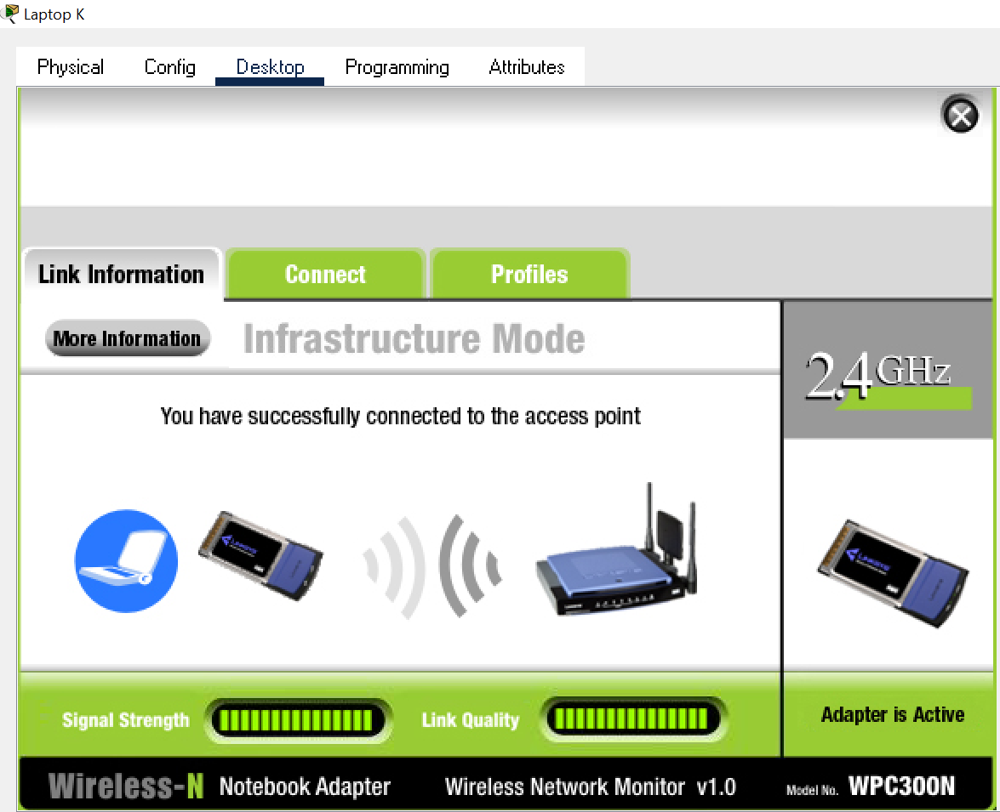 Laptop K
Physical Config Desktop Programming Attributes
Link Information Connect Profiles
More Information Infrastructure Mode
2.4GHz
You have successfully connected to the access point
Signal Strength Link Quality Adapter is Active
Wireless-N Notebook Adapter Wireless Network Monitor v1.0 Model No. WPC300N